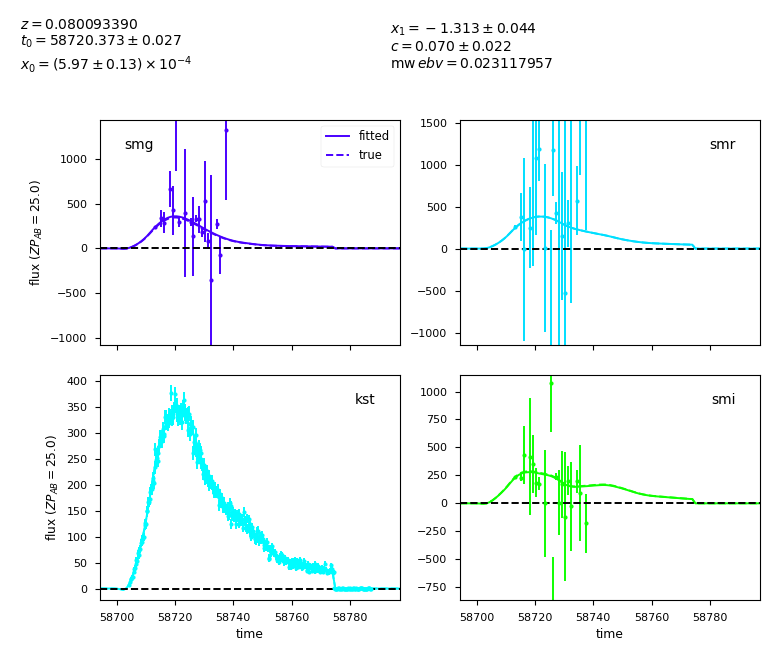 z = 0.080093390
t₀ = 58720.373 ± 0.027
x₀ = (5.97 ± 0.13) × 10⁻⁴
x₁ = −1.313 ± 0.044
c = 0.070 ± 0.022
mw ebv = 0.023117957
smg
fitted
true
flux (ZP_AB = 25.0)
1000
500
0
−500
−1000
smr
1500
1000
500
0
−500
−1000
kst
flux (ZP_AB = 25.0)
400
350
300
250
200
150
100
50
0
58700 58720 58740 58760 58780
time
smi
1000
750
500
250
0
−250
−500
−750
58700 58720 58740 58760 58780
time